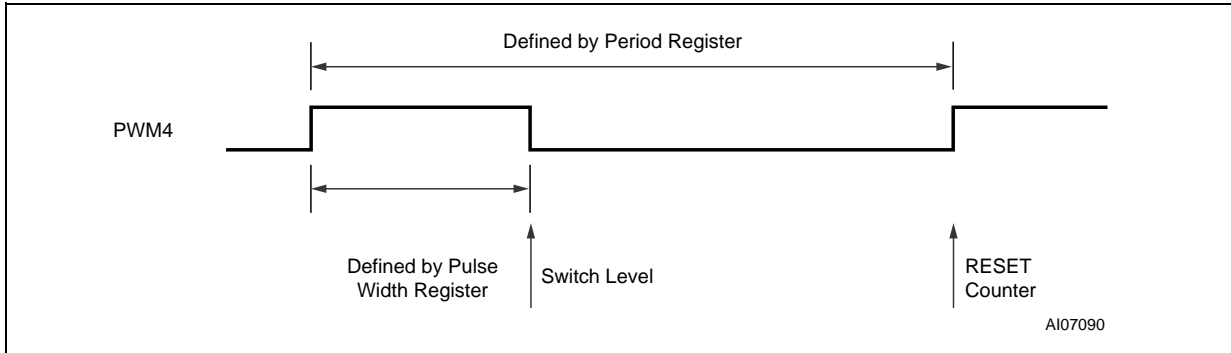 Defined by Period Register
PWM4
Defined by Pulse
Width Register
Switch Level
RESET
Counter
AI07090